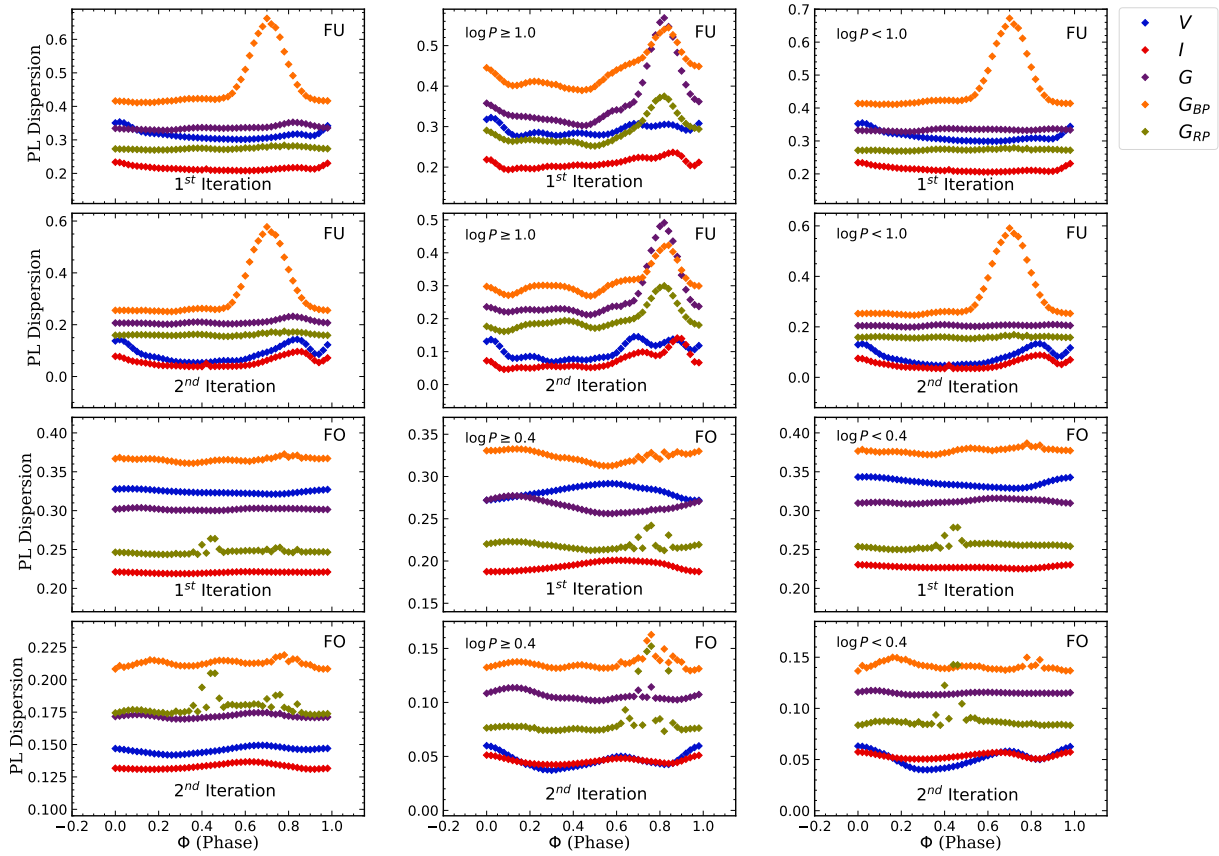 FU
0.6
0.5
0.4
0.3
0.2
PL Dispersion
1st Iteration
log P ≥ 1.0
FU
0.5
0.4
0.3
0.2
1st Iteration
log P < 1.0
FU
0.7
0.6
0.5
0.4
0.3
0.2
1st Iteration
V
I
G
G_BP
G_RP
FU
0.6
0.4
0.2
0.0
PL Dispersion
2nd Iteration
log P ≥ 1.0
FU
0.5
0.4
0.3
0.2
0.1
0.0
2nd Iteration
log P < 1.0
FU
0.6
0.4
0.2
0.0
2nd Iteration
FO
0.40
0.35
0.30
0.25
0.20
PL Dispersion
1st Iteration
log P ≥ 0.4
FO
0.35
0.30
0.25
0.20
0.15
1st Iteration
log P < 0.4
FO
0.40
0.35
0.30
0.25
0.20
1st Iteration
FO
0.225
0.200
0.175
0.150
0.125
0.100
PL Dispersion
2nd Iteration
−0.2 0.0 0.2 0.4 0.6 0.8 1.0
Φ (Phase)
log P ≥ 0.4
FO
0.15
0.10
0.05
0.00
2nd Iteration
−0.2 0.0 0.2 0.4 0.6 0.8 1.0
Φ (Phase)
log P < 0.4
FO
0.15
0.10
0.05
0.00
2nd Iteration
−0.2 0.0 0.2 0.4 0.6 0.8 1.0
Φ (Phase)